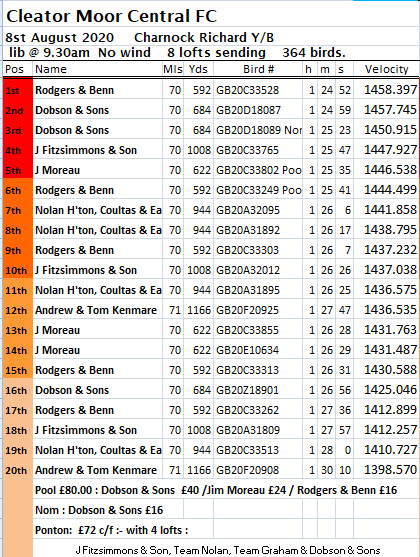 Cleator Moor Central FC
8st August 2020 Charnock Richard Y/B
lib @ 9.30am No wind 8 lofts sending 364 birds.
Pos Name Mls Yds Bird # h m s Velocity
1st Rodgers & Benn 70 592 GB20C33528 1 24 52 1458.397
2nd Dobson & Sons 70 684 GB20D18087 1 24 59 1457.745
3rd Dobson & Sons 70 684 GB20D18089 Nor 1 25 23 1450.915
4th J Fitzsimmons & Son 70 1008 GB20C33765 1 25 47 1447.927
5th J Moreau 70 622 GB20C33802 Poo 1 25 35 1446.538
6th Rodgers & Benn 70 592 GB20C33249 Poo 1 25 41 1444.499
7th Nolan H'ton, Coultas & Ea 70 944 GB20A32095 1 26 6 1441.858
8th Nolan H'ton, Coultas & Ea 70 944 GB20A31892 1 26 17 1438.795
9th Rodgers & Benn 70 592 GB20C33303 1 26 7 1437.232
10th J Fitzsimmons & Son 70 1008 GB20A32012 1 26 26 1437.038
11th Nolan H'ton, Coultas & Ea 70 944 GB20A31895 1 26 25 1436.575
12th Andrew & Tom Kenmare 71 1166 GB20F20925 1 27 47 1436.535
13th J Moreau 70 622 GB20C33855 1 26 28 1431.763
14th J Moreau 70 622 GB20E10634 1 26 29 1431.487
15th Rodgers & Benn 70 592 GB20C33313 1 26 31 1430.588
16th Dobson & Sons 70 684 GB20Z18901 1 26 56 1425.046
17th Rodgers & Benn 70 592 GB20C33262 1 27 36 1412.899
18th J Fitzsimmons & Son 70 1008 GB20A31809 1 27 57 1412.257
19th Nolan H'ton, Coultas & Ea 70 944 GB20C33513 1 28 0 1410.727
20th Andrew & Tom Kenmare 71 1166 GB20F20908 1 30 10 1398.570
Pool £80.00 : Dobson & Sons £40 /Jim Moreau £24 / Rodgers & Benn £16
Nom : Dobson & Sons £16
Ponton: £72 c/f :- with 4 lofts :
J Fitzsimmons & Son, Team Nolan, Team Graham & Dobson & Sons